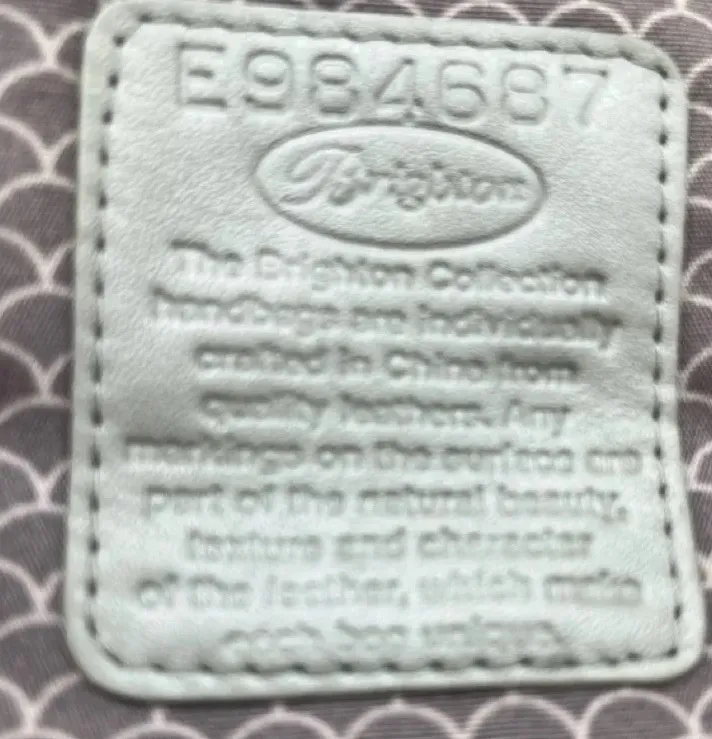 E984687
Brighton
The Brighton Collection
handbags are individually
crafted in China from
quality leathers. Any
markings on the surface are
part of the natural beauty,
texture and character
of the leather, which make
each bag unique.